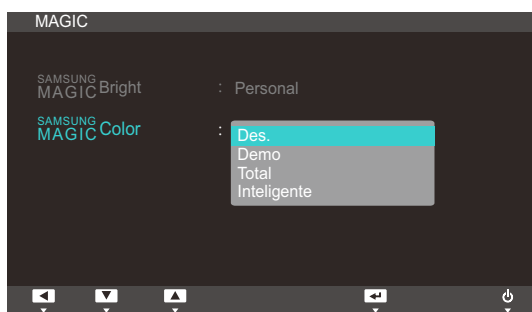 MAGIC
SAMSUNG MAGIC Bright : Personal
SAMSUNG MAGIC Color : Des.
Demo
Total
Inteligente